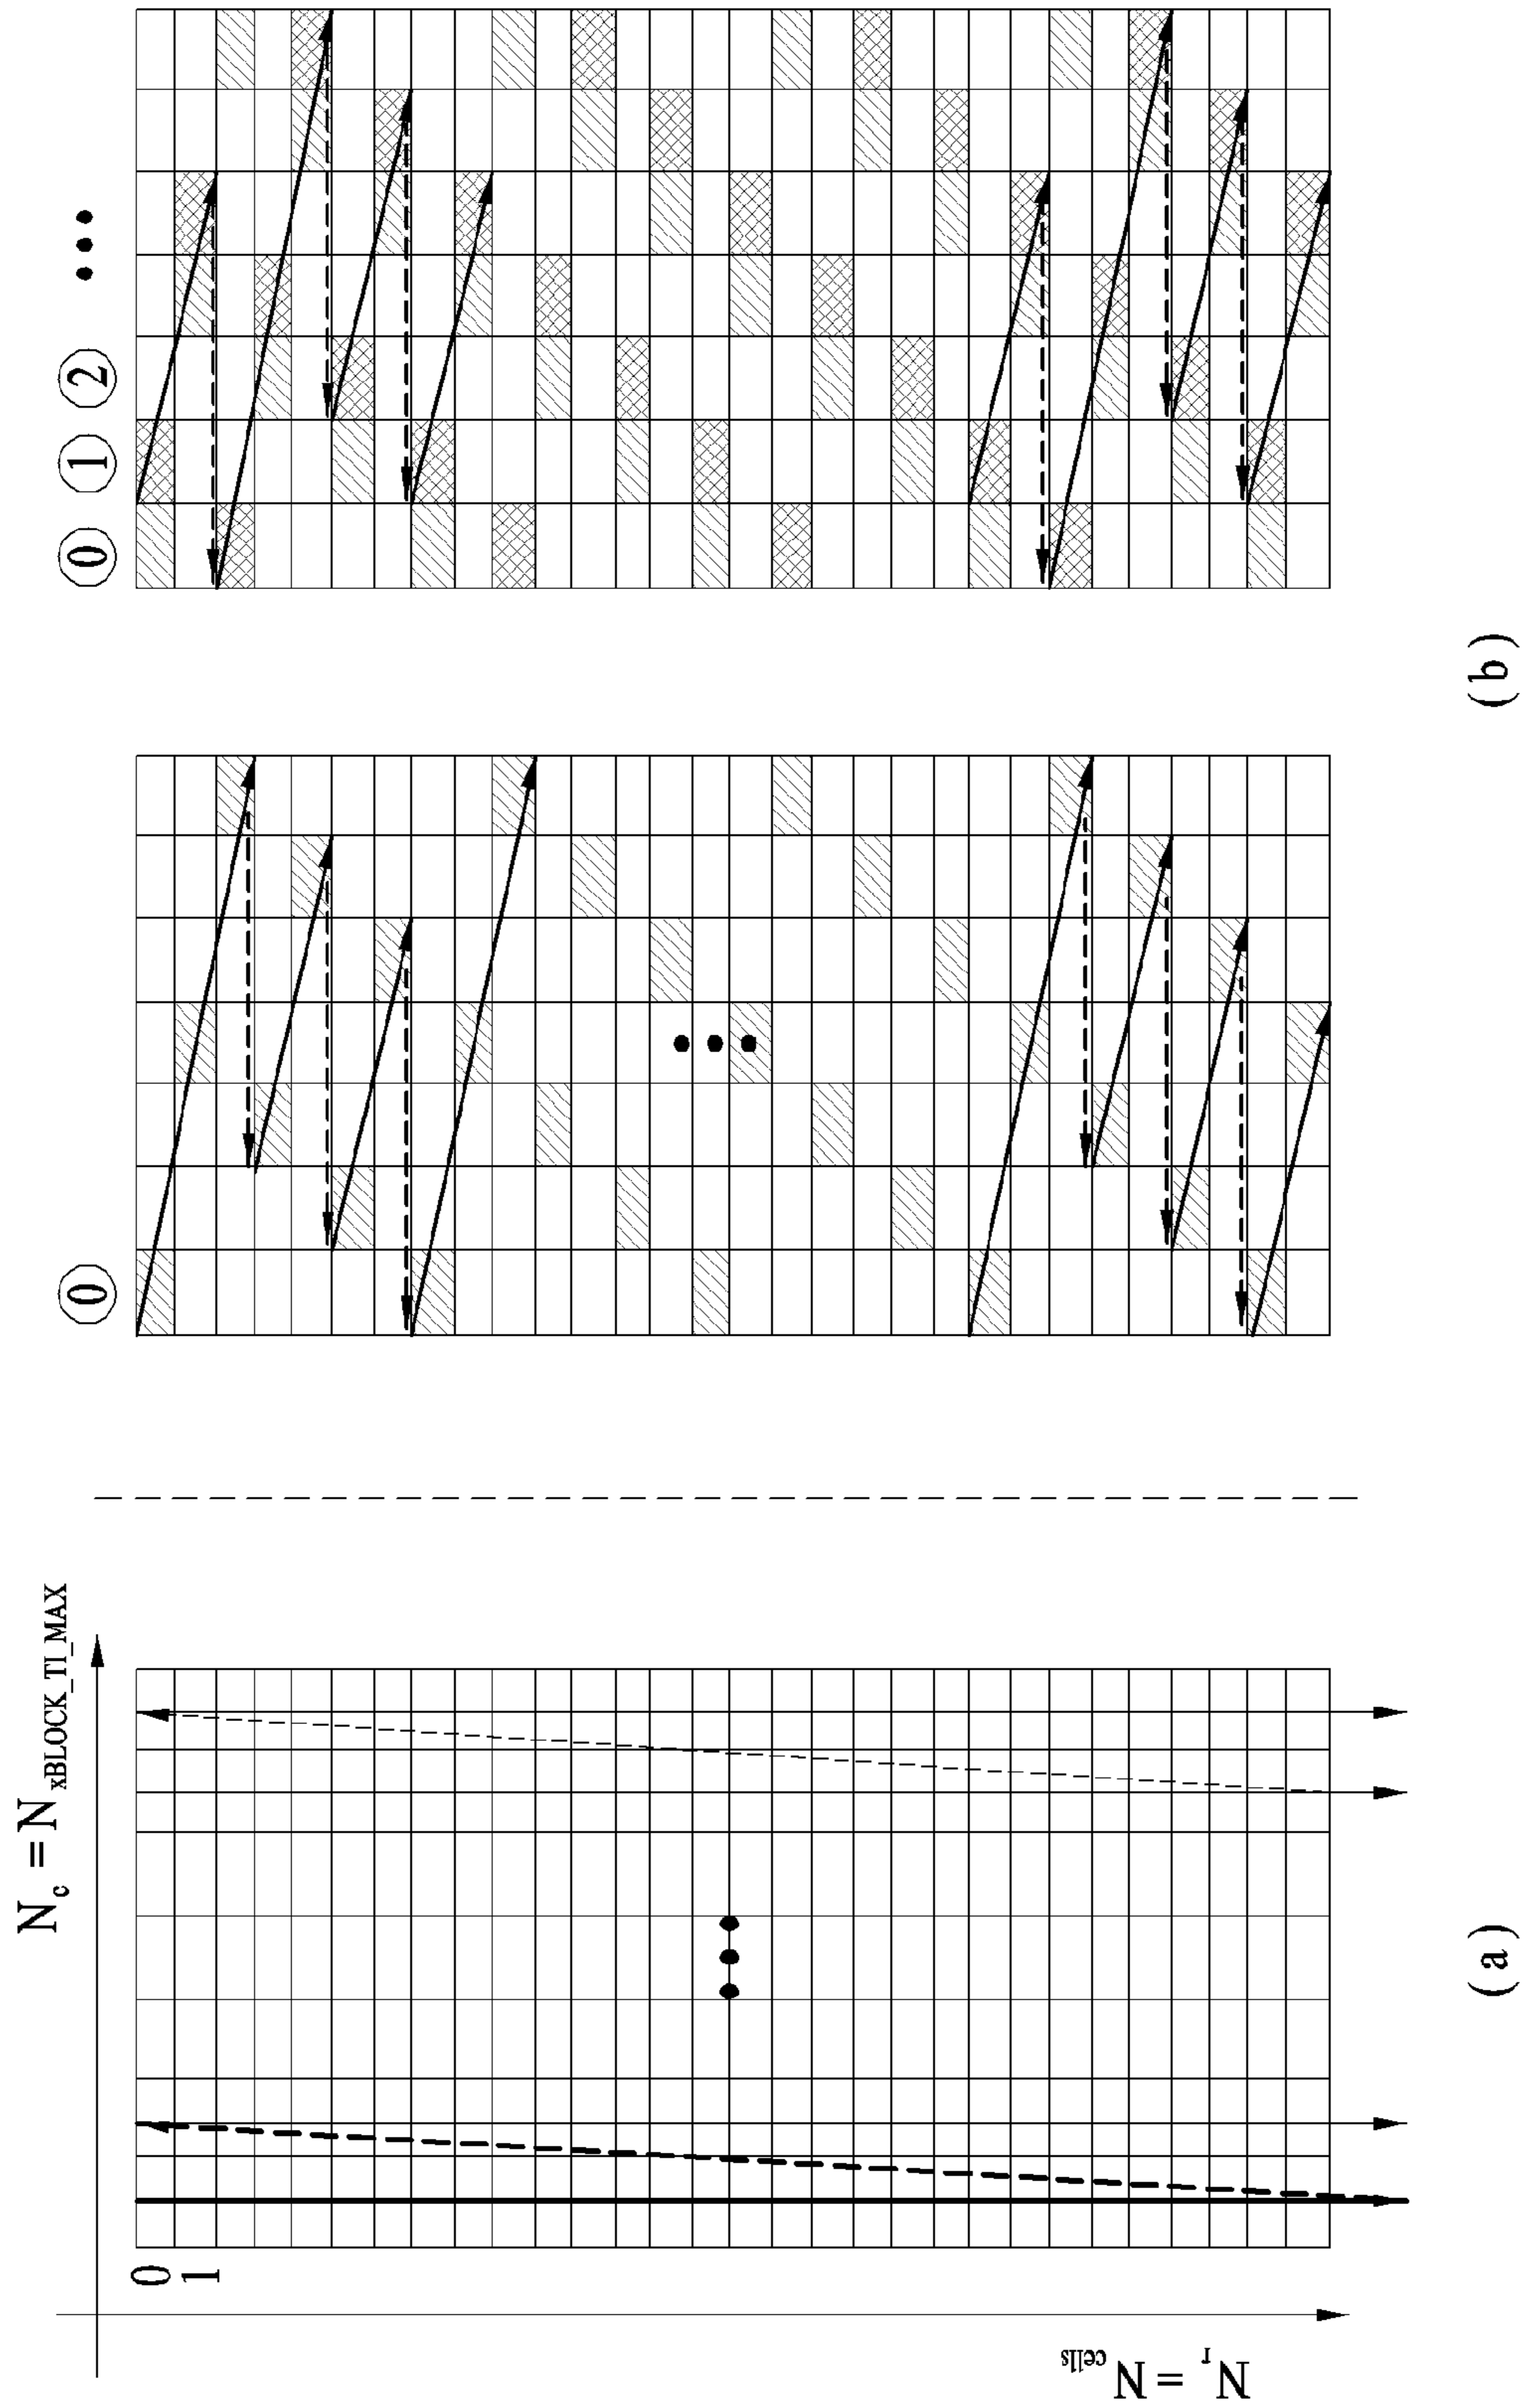 N_c = N_xBLOCK_TI_MAX
0
1
N_r = N_cells
(a)
⓪
⓪ ① ② •••
(b)